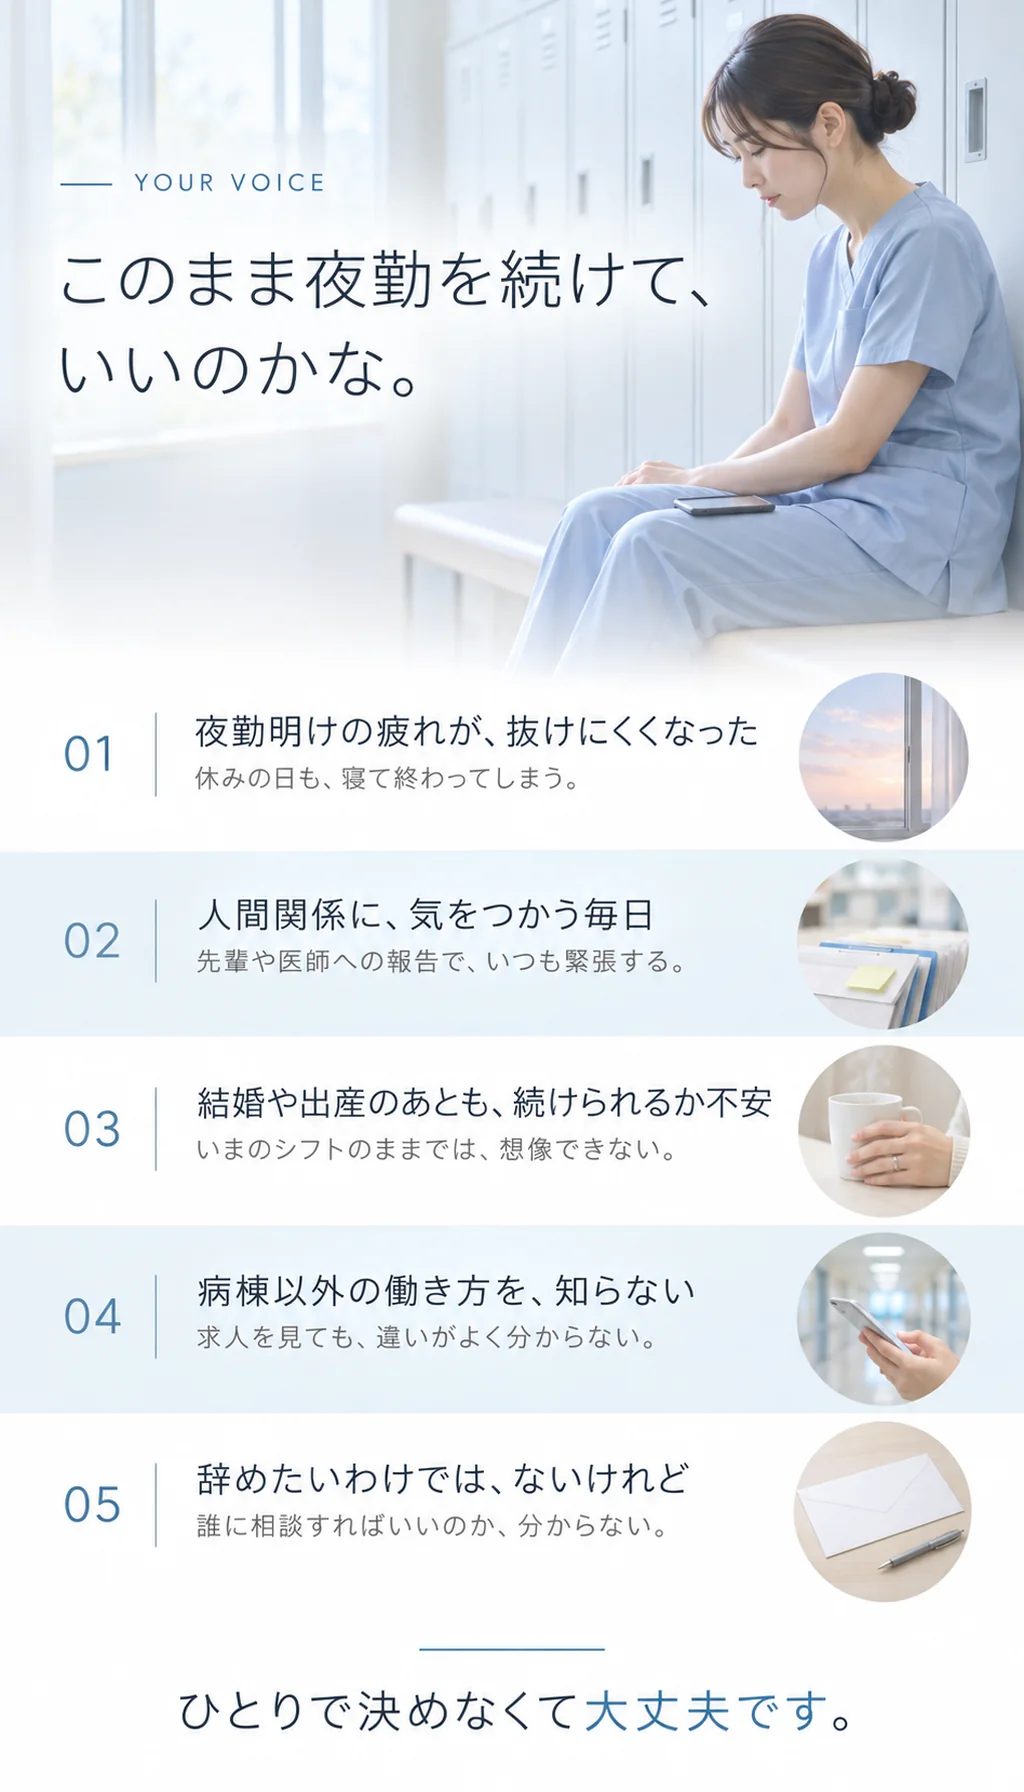 YOUR VOICE
このまま夜勤を続けて、
いいのかな。
01
夜勤明けの疲れが、抜けにくくなった
休みの日も、寝て終わってしまう。
02
人間関係に、気をつかう毎日
先輩や医師への報告で、いつも緊張する。
03
結婚や出産のあとも、続けられるか不安
いまのシフトのままでは、想像できない。
04
病棟以外の働き方を、知らない
求人を見ても、違いがよく分からない。
05
辞めたいわけでは、ないけれど
誰に相談すればいいのか、分からない。
ひとりで決めなくて大丈夫です。